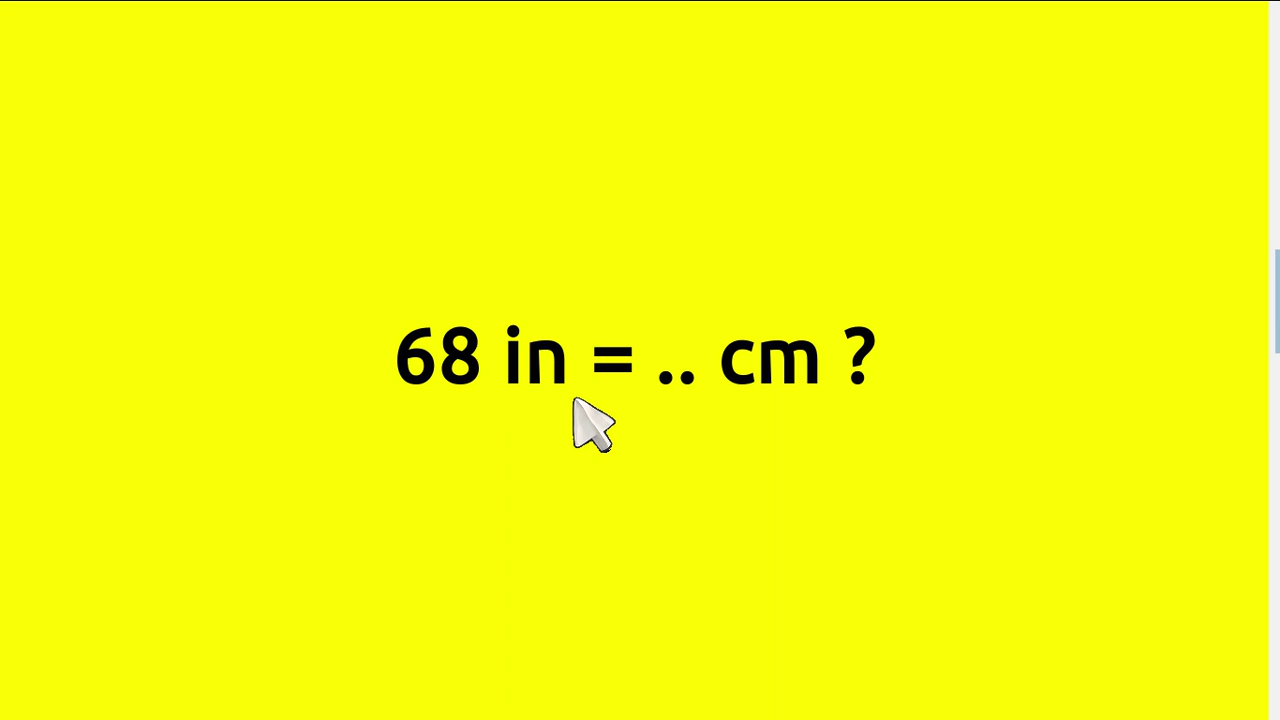 68 in = .. cm ?